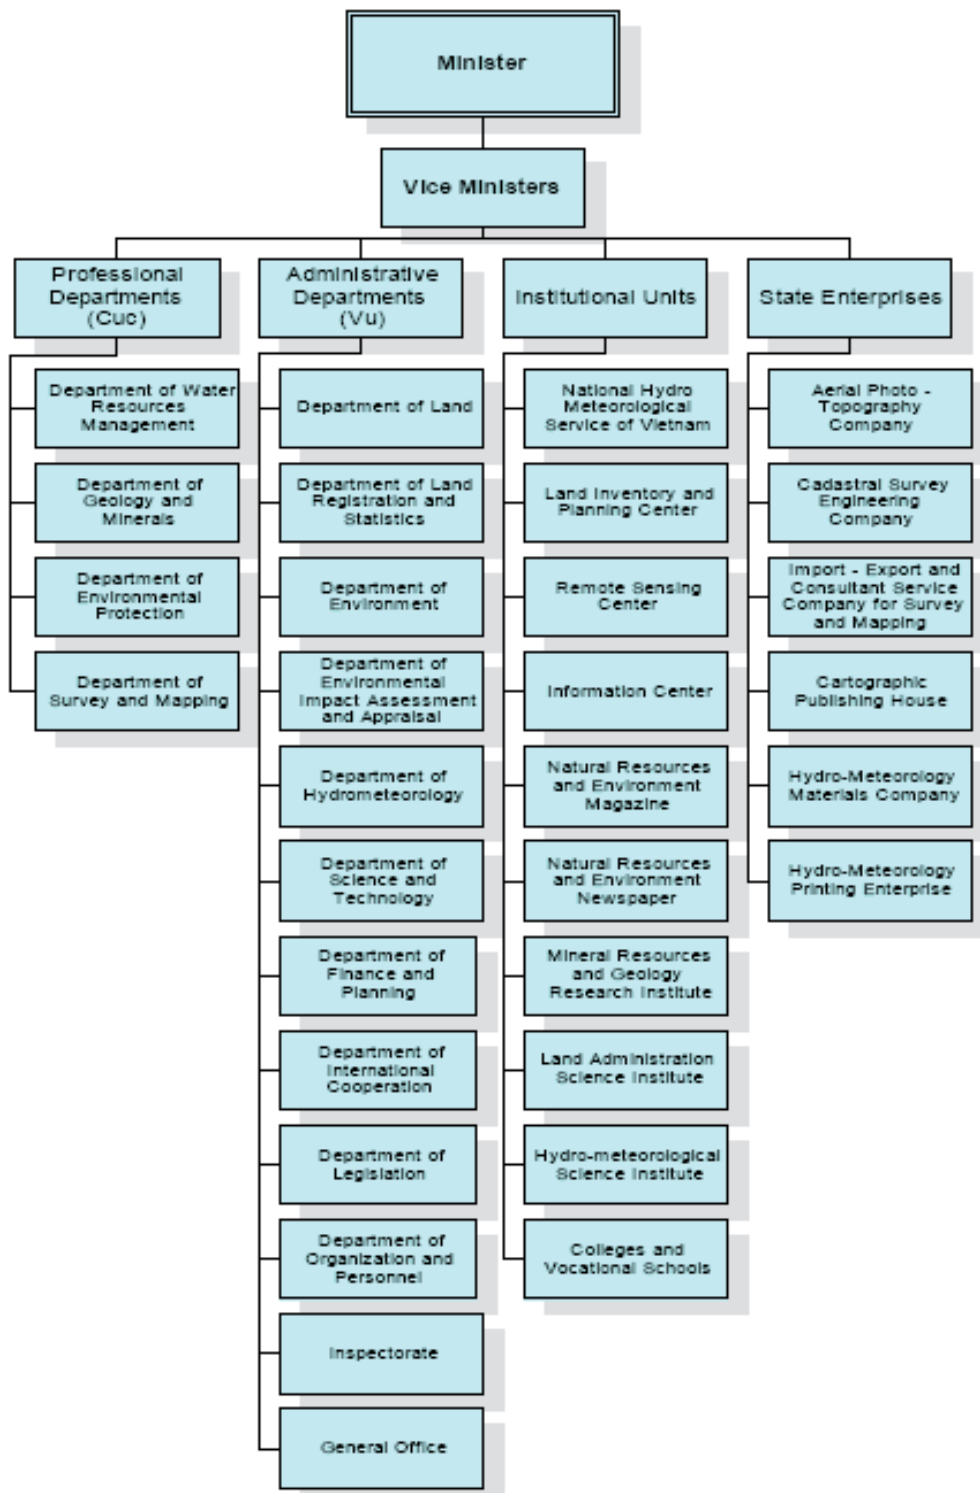 Minister
Vice Ministers
Professional
Departments
(Cuc)
Department of Water
Resources
Management
Department of
Geology and
Minerals
Department of
Environmental
Protection
Department of
Survey and Mapping
Administrative
Departments
(Vu)
Department of Land
Department of Land
Registration and
Statistics
Department of
Environment
Department of
Environmental
Impact Assessment
and Appraisal
Department of
Hydrometeorology
Department of
Science and
Technology
Department of
Finance and
Planning
Department of
International
Cooperation
Department of
Legislation
Department of
Organization and
Personnel
Inspectorate
General Office
Institutional Units
National Hydro
Meteorological
Service of Vietnam
Land Inventory and
Planning Center
Remote Sensing
Center
Information Center
Natural Resources
and Environment
Magazine
Natural Resources
and Environment
Newspaper
Mineral Resources
and Geology
Research Institute
Land Administration
Science Institute
Hydro-meteorological
Science Institute
Colleges and
Vocational Schools
State Enterprises
Aerial Photo -
Topography
Company
Cadastral Survey
Engineering
Company
Import - Export and
Consultant Service
Company for Survey
and Mapping
Cartographic
Publishing House
Hydro-Meteorology
Materials Company
Hydro-Meteorology
Printing Enterprise